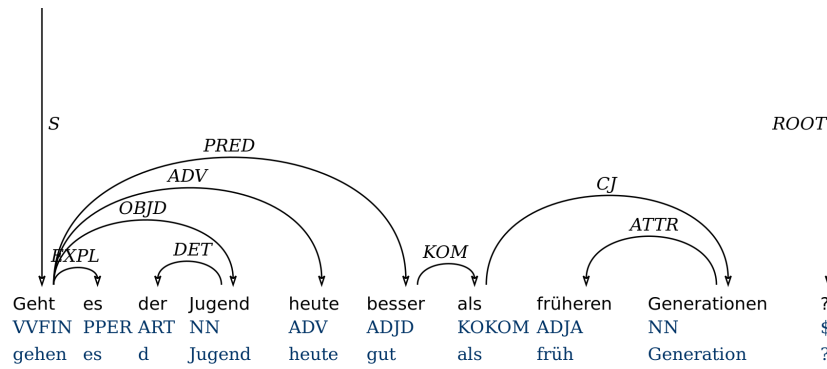 S ROOT
PRED
ADV CJ
OBJD
ATTR
EXPL DET KOM
Geht es der Jugend heute besser als früheren Generationen ?
VVFIN PPER ART NN ADV ADJD KOKOM ADJA NN $
gehen es d Jugend heute gut als früh Generation ?